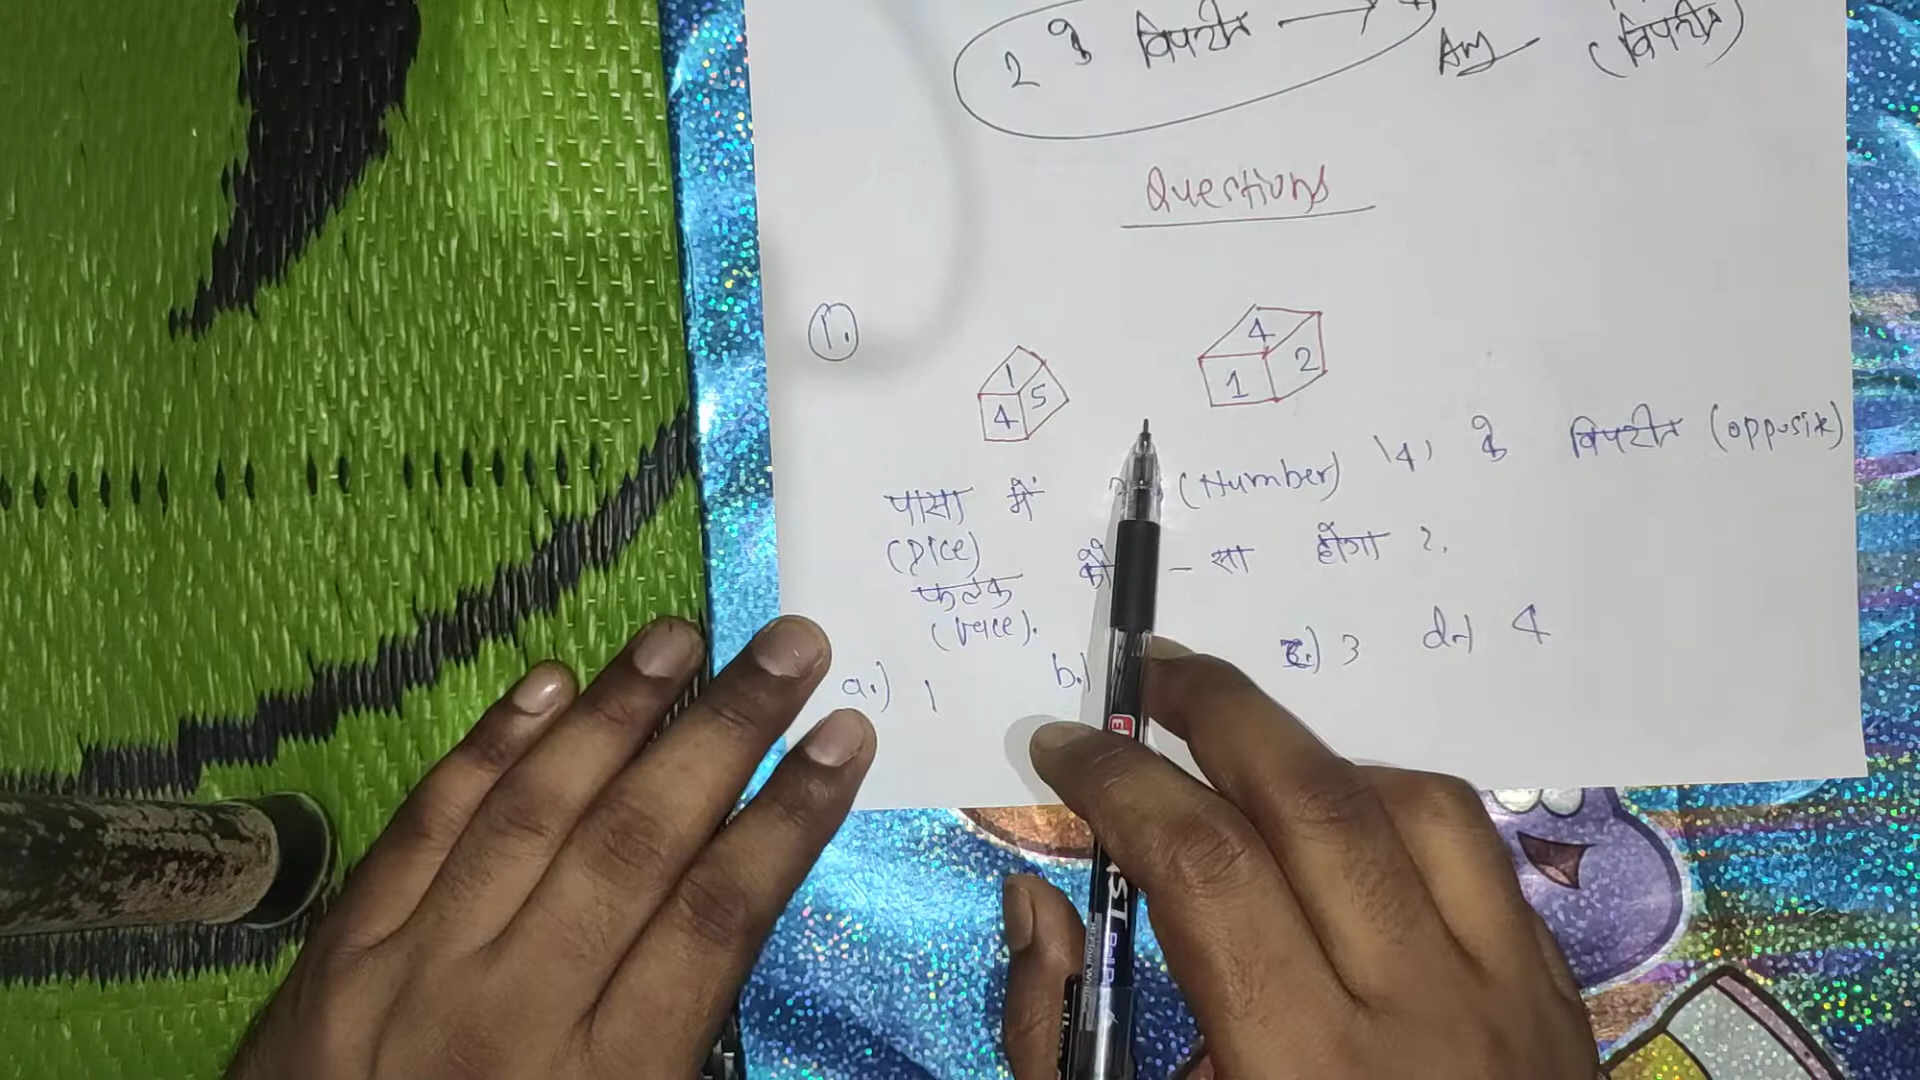 2 के विपरीत →
Ans (विपरीत)
Questions
1.
1
4 5
4
1 2
पासा में (Number) '4' के विपरीत (opposite)
(Dice)
फलक - सा होगा ?.
(Face).
a.) 1 b.) c.) 3 d.) 4